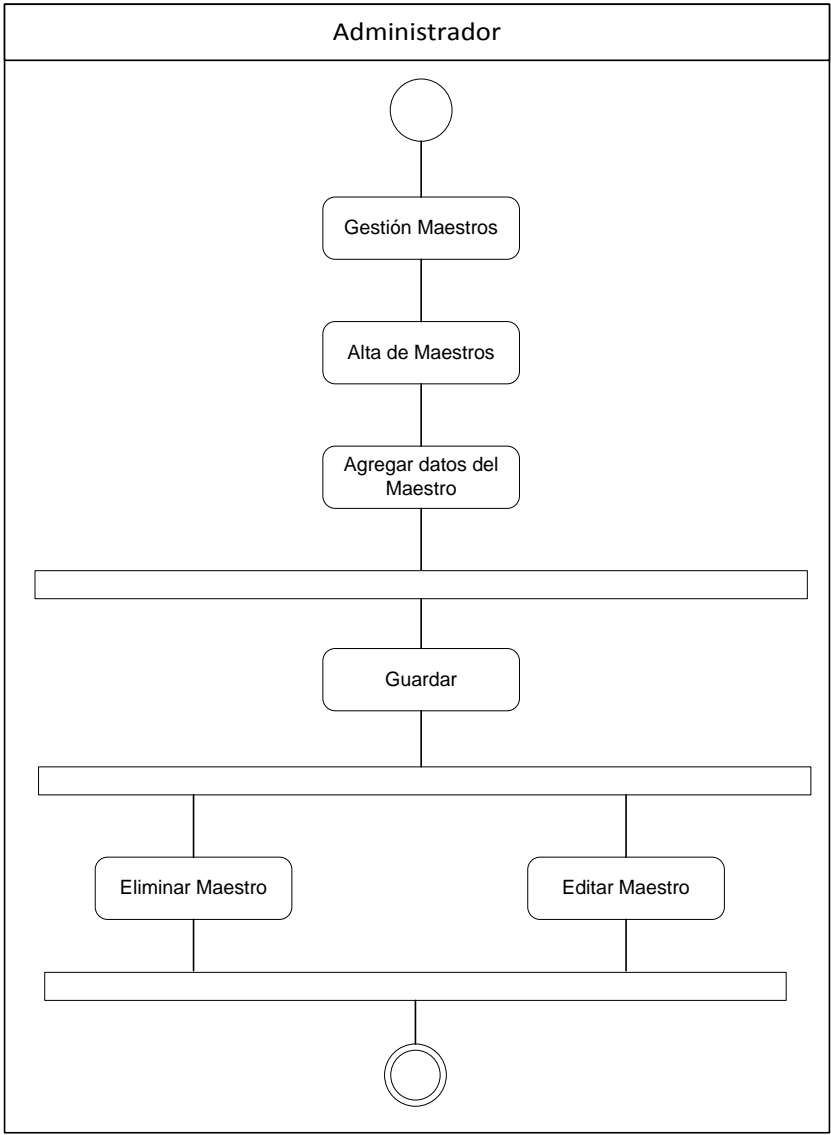 Administrador
Gestión Maestros
Alta de Maestros
Agregar datos del
Maestro
Guardar
Eliminar Maestro
Editar Maestro